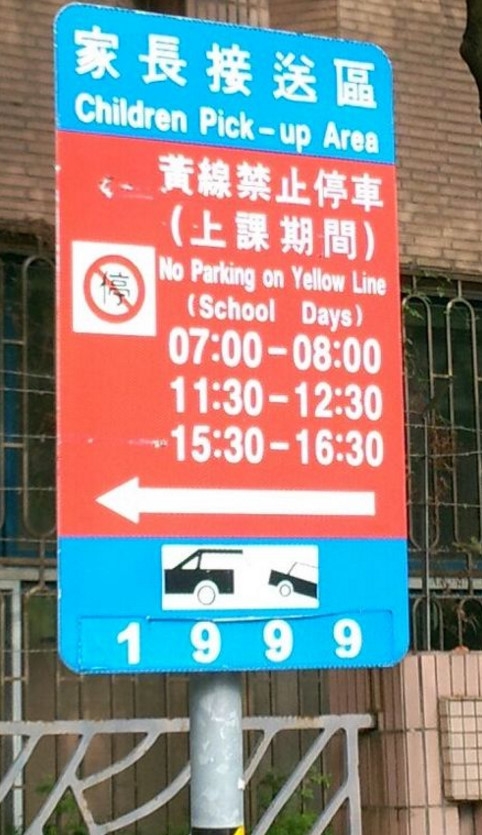 家長接送區
Children Pick-up Area
黃線禁止停車
(上課期間)
停
No Parking on Yellow Line
(School Days)
07:00-08:00
11:30-12:30
15:30-16:30
1999